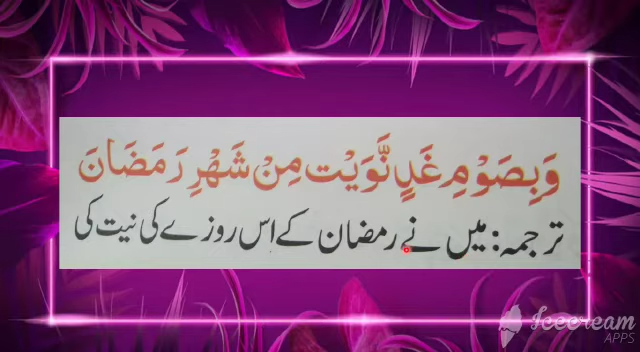 وَبِصَوْمِ غَدٍ نَّوَيْت مِنْ شَهْرِ رَمَضَانَ
ترجمہ: میں نے رمضان کے اس روزے کی نیت کی
Icecream
APPS